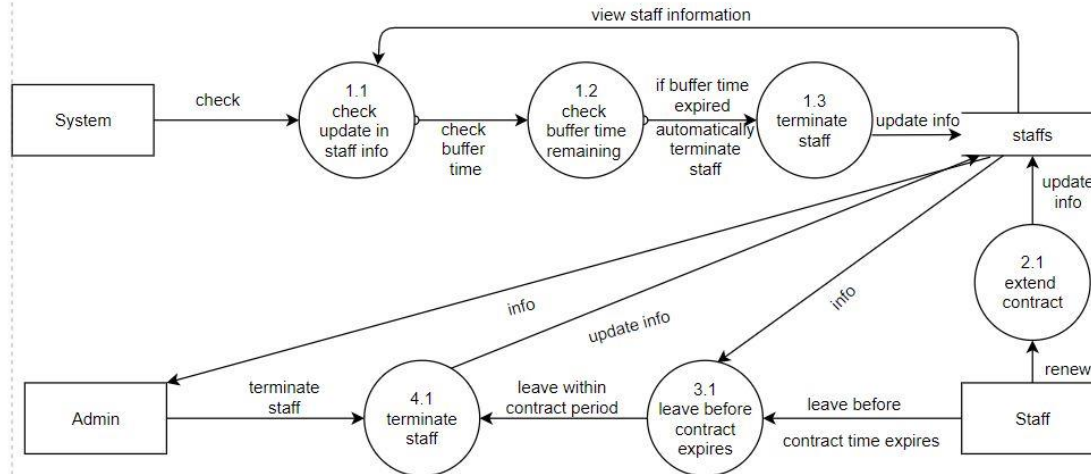 view staff information
System
check
1.1
check
update in
staff info
check
buffer
time
1.2
check
buffer time
remaining
if buffer time
expired
automatically
terminate
staff
1.3
terminate
staff
update info
staffs
update
info
2.1
extend
contract
renew
info
update info
info
Admin
terminate
staff
4.1
terminate
staff
leave within
contract period
3.1
leave before
contract
expires
leave before
contract time expires
Staff